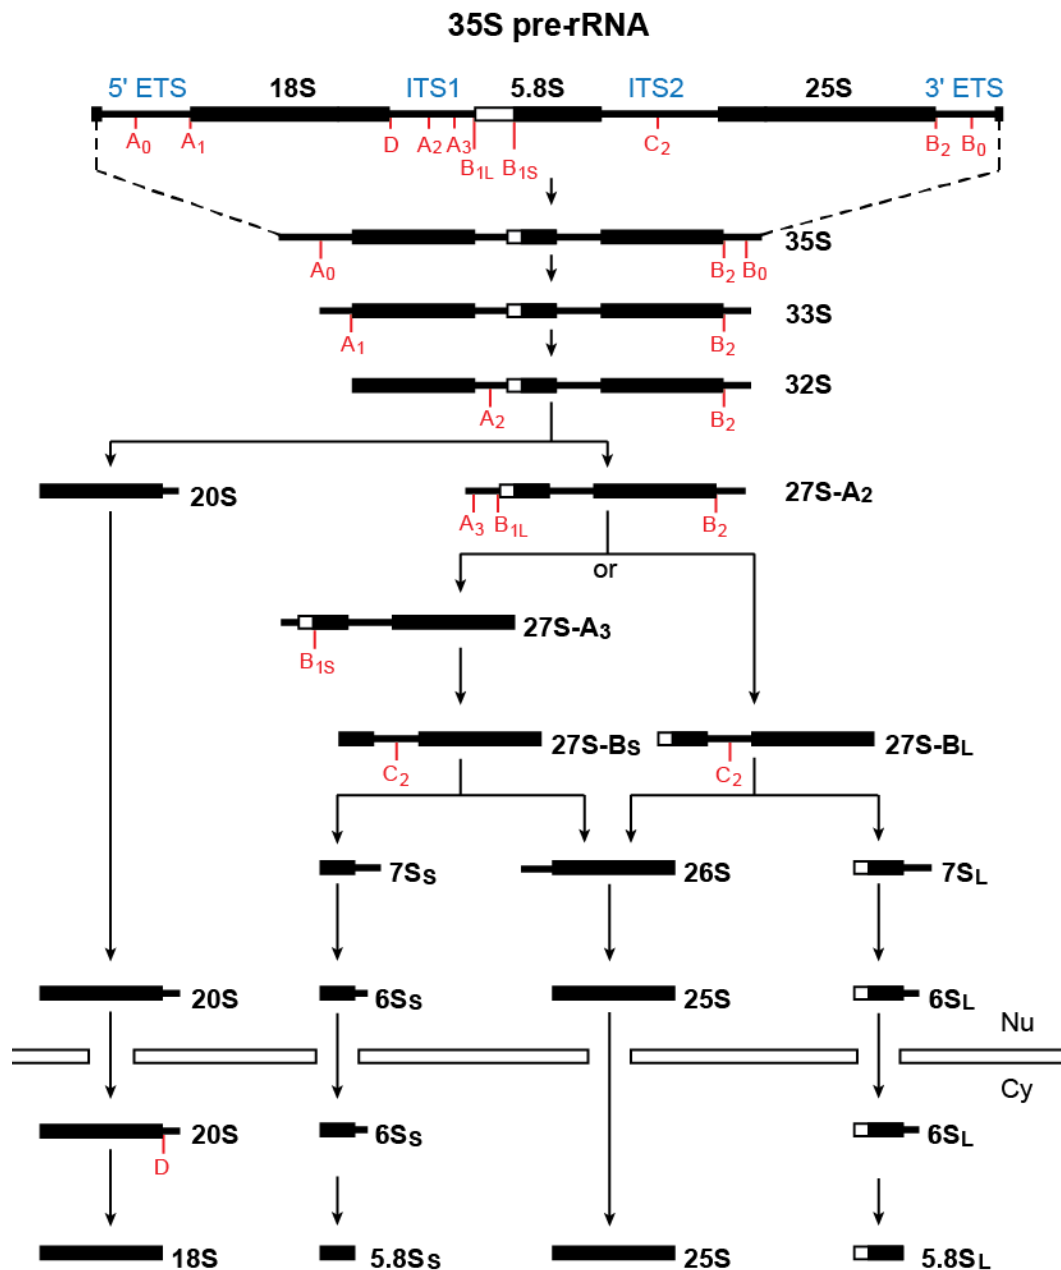 35S pre-rRNA
5' ETS 18S ITS1 5.8S ITS2 25S 3' ETS
A0 A1 D A2 A3 B1L B1S C2 B2 B0
35S
A0 B2 B0
33S
A1 B2
32S
A2 B2
20S 27S-A2
A3 B1L B2
or
27S-A3
B1S
27S-BS 27S-BL
C2 C2
7SS 26S 7SL
20S 6SS 25S 6SL
Nu
Cy
20S 6SS 6SL
D
18S 5.8SS 25S 5.8SL